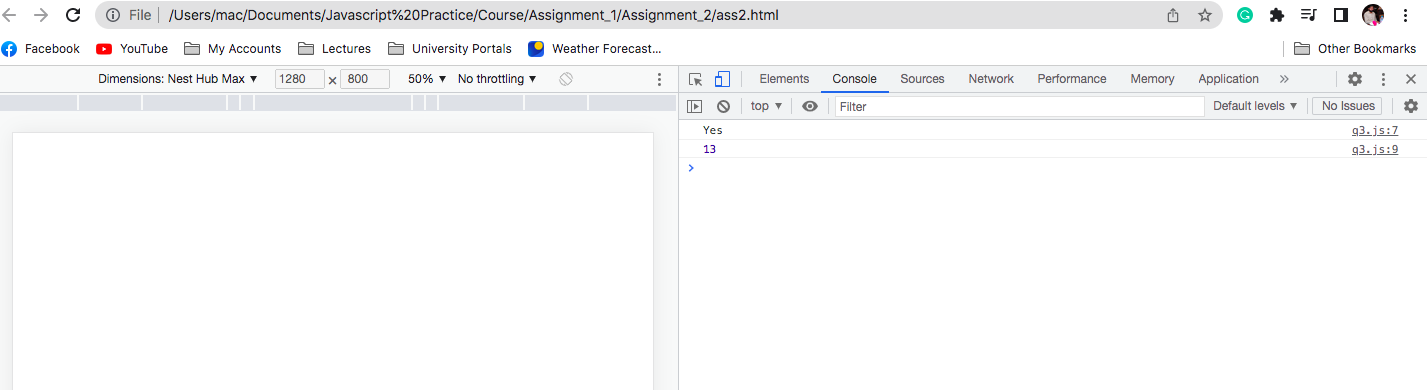 File /Users/mac/Documents/Javascript%20Practice/Course/Assignment_1/Assignment_2/ass2.html
Facebook YouTube My Accounts Lectures University Portals Weather Forecast... Other Bookmarks
Dimensions: Nest Hub Max 1280 × 800 50% No throttling
Elements Console Sources Network Performance Memory Application »
top Filter Default levels No Issues
Yes q3.js:7
13 q3.js:9